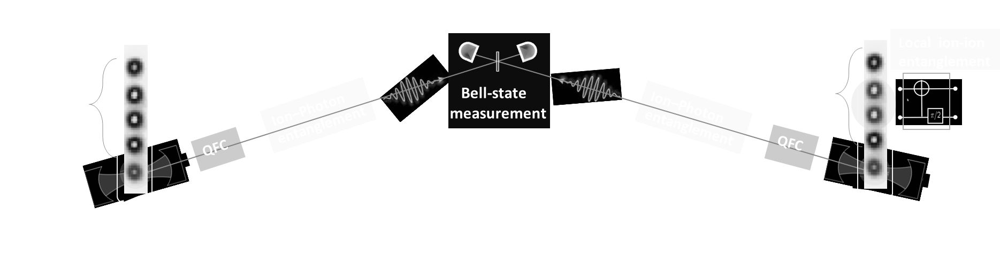 Local ion-ion
entanglement
Bell-state
measurement
Ion–Photon
entanglement
Ion–Photon
entanglement
π/2
QFC
QFC